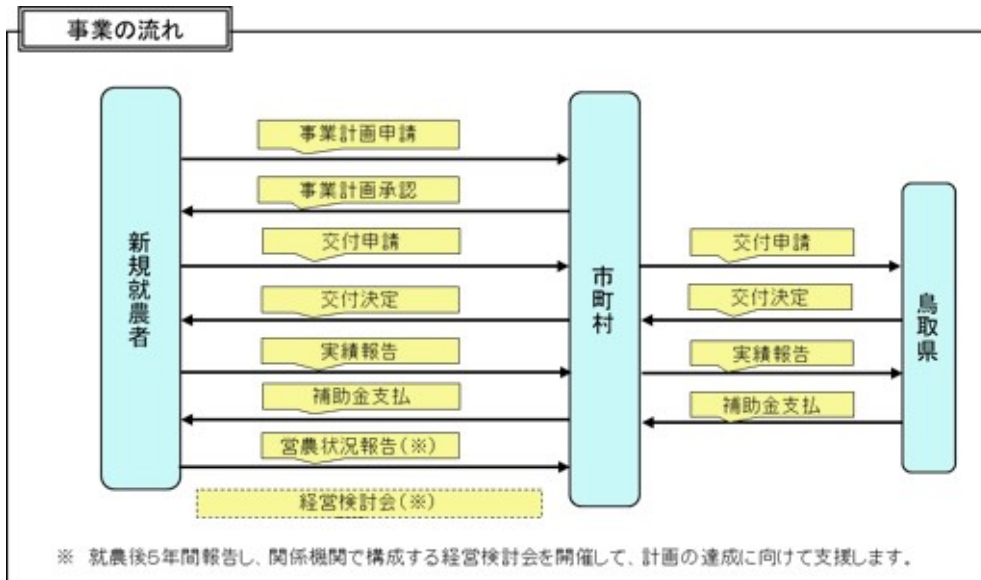 事業の流れ
新規就農者
市町村
鳥取県
事業計画申請
事業計画承認
交付申請
交付決定
実績報告
補助金支払
営農状況報告(※)
経営検討会(※)
交付申請
交付決定
実績報告
補助金支払
※ 就農後5年間報告し、関係機関で構成する経営検討会を開催して、計画の達成に向けて支援します。